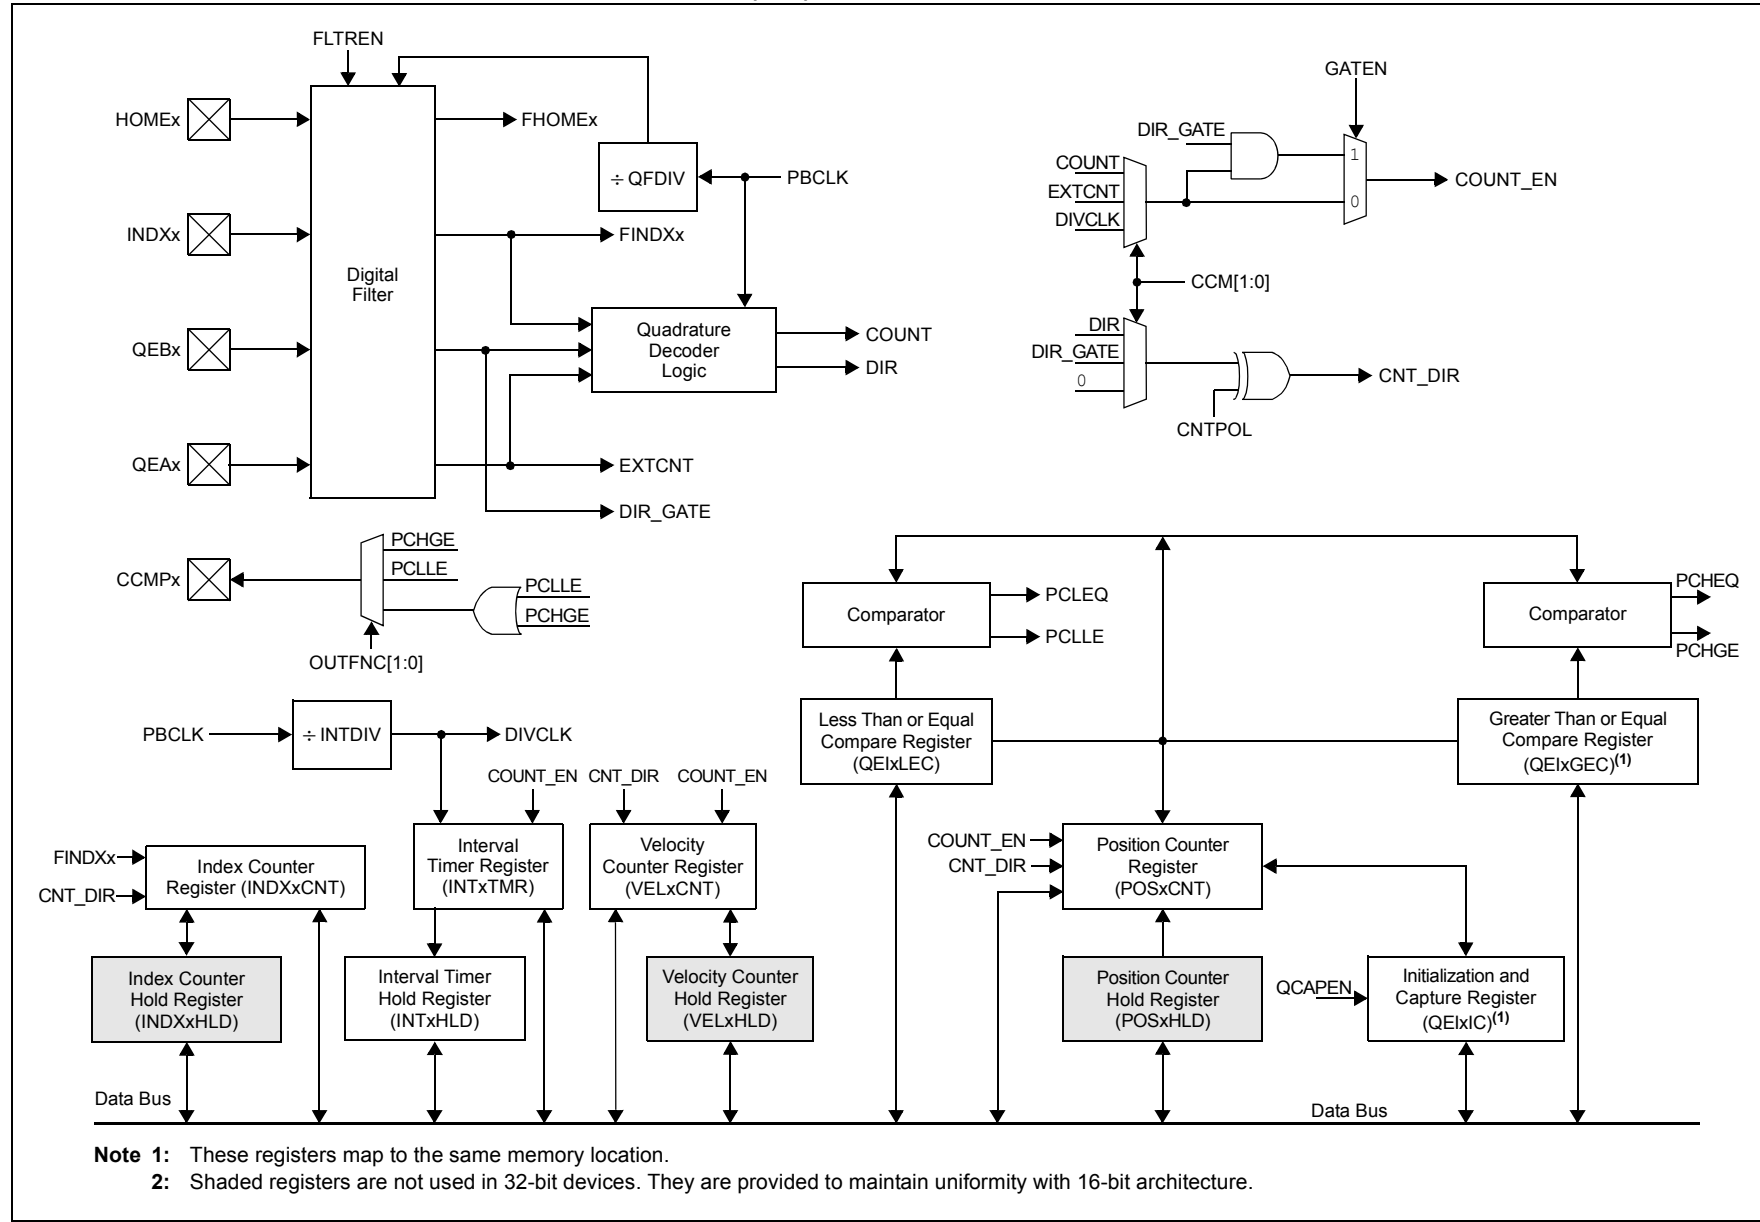 FLTREN
HOMEx
FHOMEx
÷ QFDIV
PBCLK
INDXx
FINDXx
Digital
Filter
QEBx
Quadrature
Decoder
Logic
COUNT
DIR
QEAx
EXTCNT
DIR_GATE
GATEN
DIR_GATE
COUNT
EXTCNT
DIVCLK
1
0
COUNT_EN
CCM[1:0]
DIR
DIR_GATE
0
CNT_DIR
CNTPOL
CCMPx
PCHGE
PCLLE
PCLLE
PCHGE
OUTFNC[1:0]
Comparator
PCLEQ
PCLLE
Comparator
PCHEQ
PCHGE
PBCLK
÷ INTDIV
DIVCLK
Less Than or Equal
Compare Register
(QEIxLEC)
Greater Than or Equal
Compare Register
(QEIxGEC)(1)
COUNT_EN
CNT_DIR
COUNT_EN
FINDXx
CNT_DIR
Index Counter
Register (INDXxCNT)
Interval
Timer Register
(INTxTMR)
Velocity
Counter Register
(VELxCNT)
COUNT_EN
CNT_DIR
Position Counter
Register
(POSxCNT)
Index Counter
Hold Register
(INDXxHLD)
Interval Timer
Hold Register
(INTxHLD)
Velocity Counter
Hold Register
(VELxHLD)
Position Counter
Hold Register
(POSxHLD)
QCAPEN
Initialization and
Capture Register
(QEIxIC)(1)
Data Bus
Data Bus
Note 1: These registers map to the same memory location.
2: Shaded registers are not used in 32-bit devices. They are provided to maintain uniformity with 16-bit architecture.